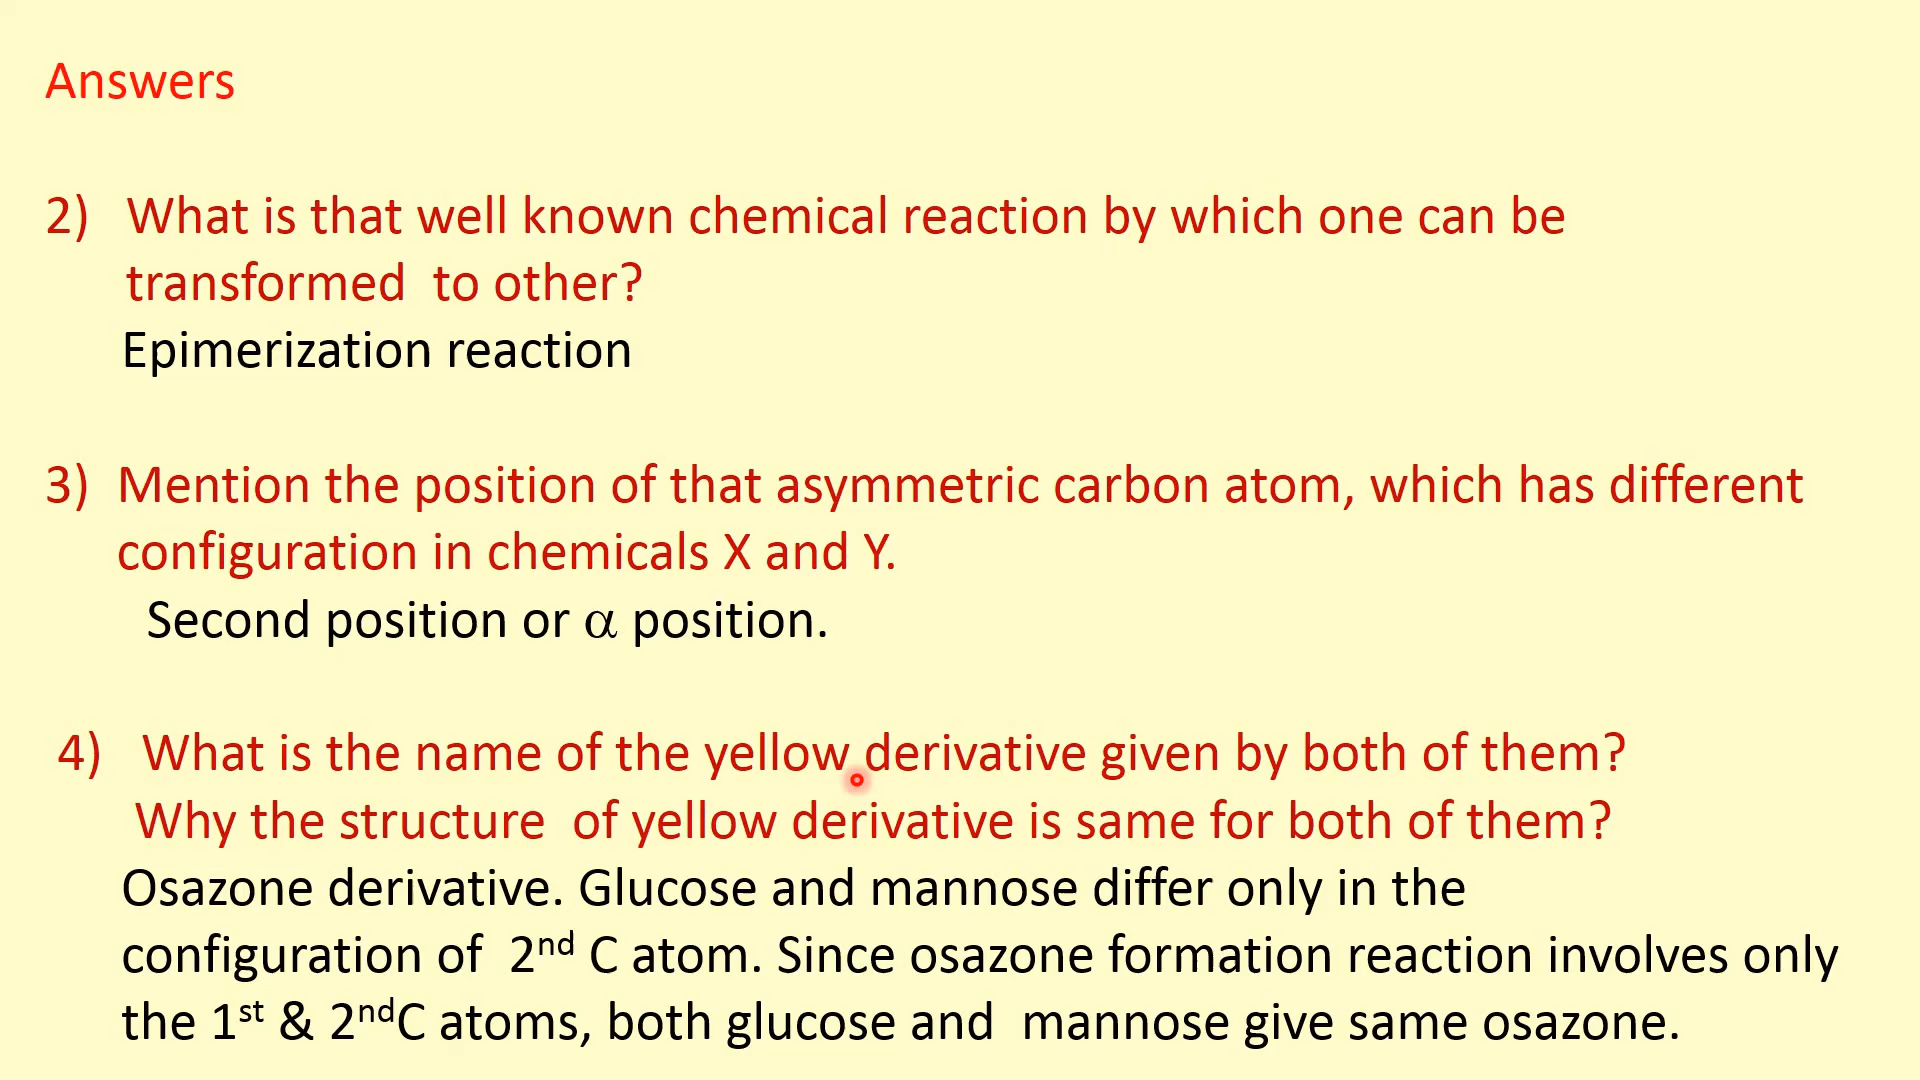 Answers
2) What is that well known chemical reaction by which one can be
transformed to other?
Epimerization reaction
3) Mention the position of that asymmetric carbon atom, which has different
configuration in chemicals X and Y.
Second position or α position.
4) What is the name of the yellow derivative given by both of them?
Why the structure of yellow derivative is same for both of them?
Osazone derivative. Glucose and mannose differ only in the
configuration of 2nd C atom. Since osazone formation reaction involves only
the 1st & 2ndC atoms, both glucose and mannose give same osazone.